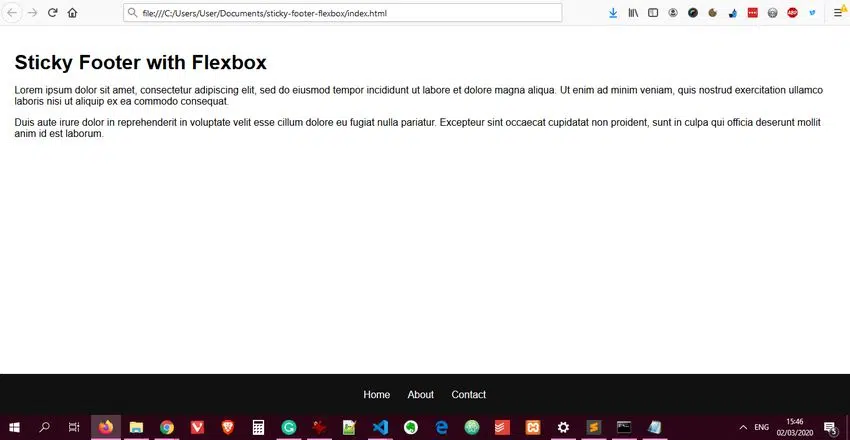 file:///C:/Users/User/Documents/sticky-footer-flexbox/index.html
ABP
Sticky Footer with Flexbox
Lorem ipsum dolor sit amet, consectetur adipiscing elit, sed do eiusmod tempor incididunt ut labore et dolore magna aliqua. Ut enim ad minim veniam, quis nostrud exercitation ullamco
laboris nisi ut aliquip ex ea commodo consequat.
Duis aute irure dolor in reprehenderit in voluptate velit esse cillum dolore eu fugiat nulla pariatur. Excepteur sint occaecat cupidatat non proident, sunt in culpa qui officia deserunt mollit
anim id est laborum.
Home About Contact
ENG
15:46
02/03/2020